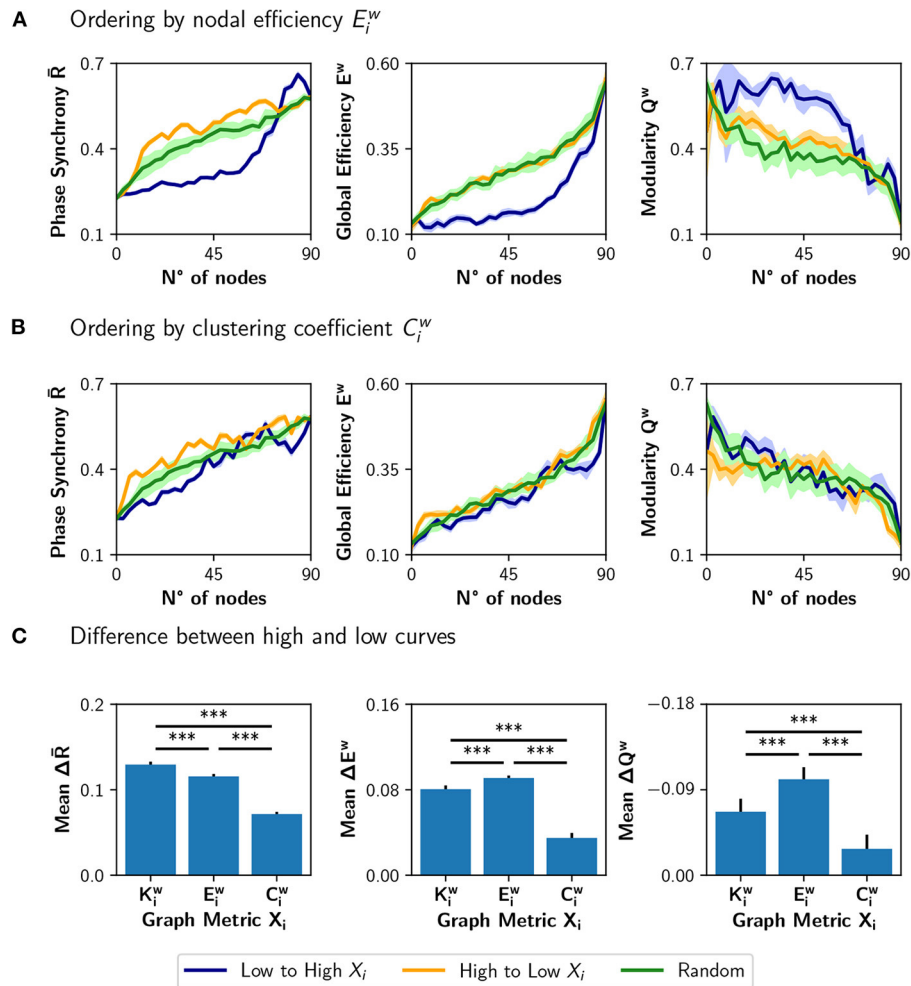 A Ordering by nodal efficiency E_i^w
Phase Synchrony R̄
0.7
0.4
0.1
0 45 90
N° of nodes
Global Efficiency E^w
0.60
0.35
0.10
0 45 90
N° of nodes
Modularity Q^w
0.7
0.4
0.1
0 45 90
N° of nodes
B Ordering by clustering coefficient C_i^w
Phase Synchrony R̄
0.7
0.4
0.1
0 45 90
N° of nodes
Global Efficiency E^w
0.60
0.35
0.10
0 45 90
N° of nodes
Modularity Q^w
0.7
0.4
0.1
0 45 90
N° of nodes
C Difference between high and low curves
Mean ΔR̄
0.2
0.1
0.0
***
*** ***
K_i^w E_i^w C_i^w
Graph Metric X_i
Mean ΔE^w
0.16
0.08
0.00
***
*** ***
K_i^w E_i^w C_i^w
Graph Metric X_i
Mean ΔQ^w
−0.18
−0.09
0.00
***
*** ***
K_i^w E_i^w C_i^w
Graph Metric X_i
Low to High X_i High to Low X_i Random